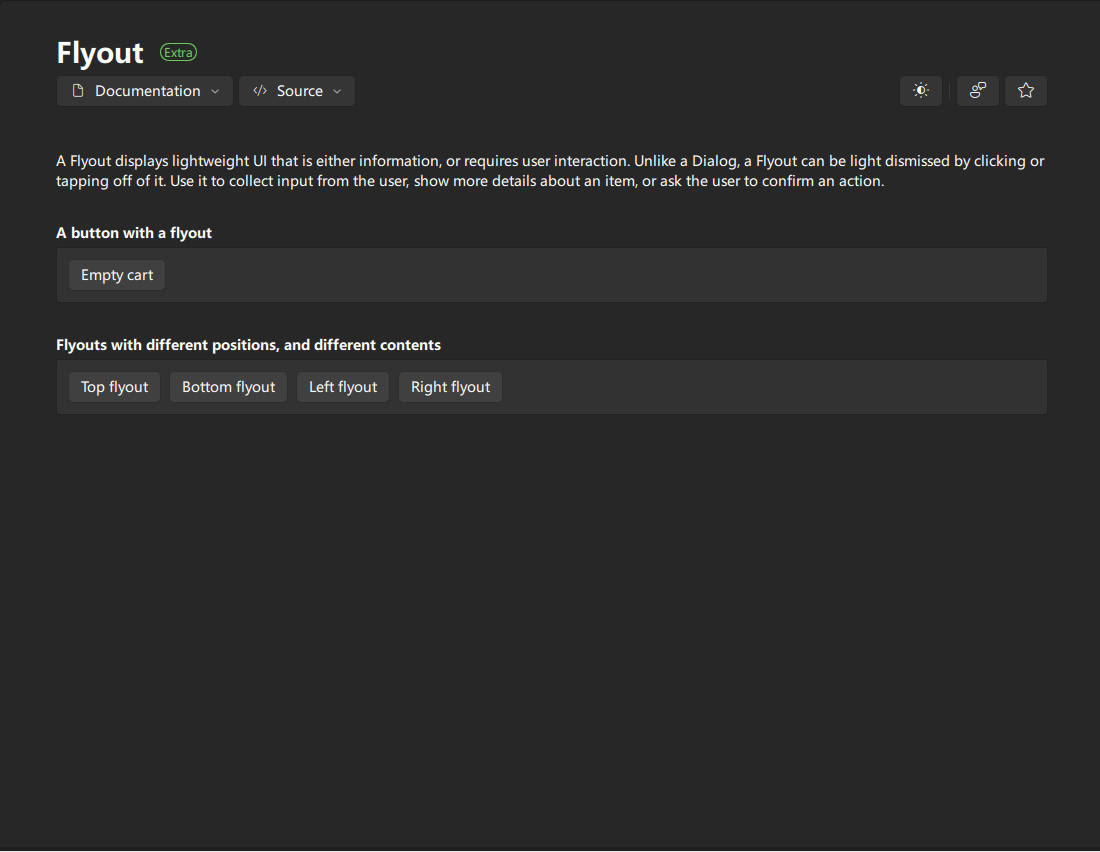 Flyout Extra
Documentation Source
A Flyout displays lightweight UI that is either information, or requires user interaction. Unlike a Dialog, a Flyout can be light dismissed by clicking or
tapping off of it. Use it to collect input from the user, show more details about an item, or ask the user to confirm an action.
A button with a flyout
Empty cart
Flyouts with different positions, and different contents
Top flyout Bottom flyout Left flyout Right flyout